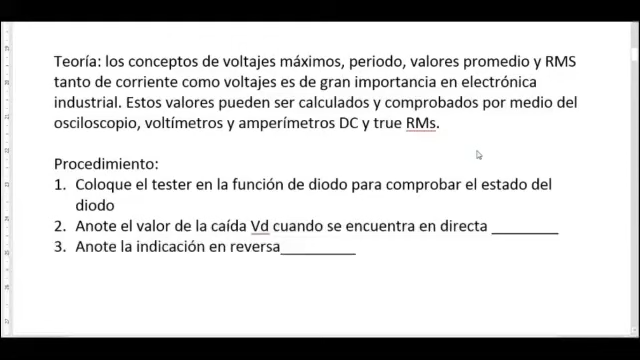 Teoría: los conceptos de voltajes máximos, periodo, valores promedio y RMS
tanto de corriente como voltajes es de gran importancia en electrónica
industrial. Estos valores pueden ser calculados y comprobados por medio del
osciloscopio, voltímetros y amperímetros DC y true RMs.
Procedimiento:
1. Coloque el tester en la función de diodo para comprobar el estado del
diodo
2. Anote el valor de la caída Vd cuando se encuentra en directa ________
3. Anote la indicación en reversa_________